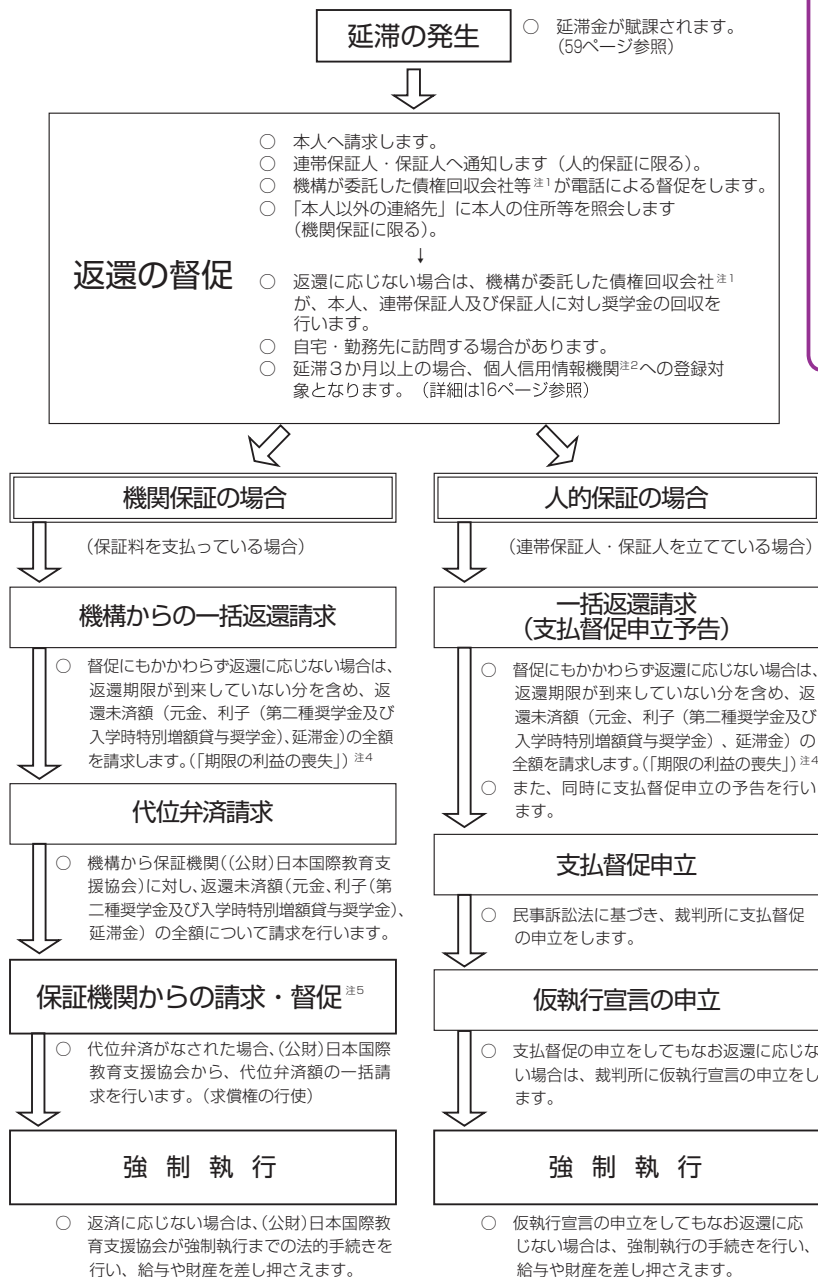 延滞の発生
○ 延滞金が賦課されます。
(59ページ参照)
返還の督促
○ 本人へ請求します。
○ 連帯保証人・保証人へ通知します(人的保証に限る)。
○ 機構が委託した債権回収会社等注1が電話による督促をします。
○ 「本人以外の連絡先」に本人の住所等を照会します
(機関保証に限る)。
↓
○ 返還に応じない場合は、機構が委託した債権回収会社注1
が、本人、連帯保証人及び保証人に対し奨学金の回収を
行います。
○ 自宅・勤務先に訪問する場合があります。
○ 延滞3か月以上の場合、個人信用情報機関注2への登録対
象となります。(詳細は16ページ参照)
機関保証の場合
(保証料を支払っている場合)
機構からの一括返還請求
○ 督促にもかかわらず返還に応じない場合は、
返還期限が到来していない分を含め、返
還未済額(元金、利子(第二種奨学金及び
入学時特別増額貸与奨学金)、延滞金)の全額
を請求します。(「期限の利益の喪失」)注4
代位弁済請求
○ 機構から保証機関((公財)日本国際教育支
援協会)に対し、返還未済額(元金、利子(第
二種奨学金及び入学時特別増額貸与奨学金)、
延滞金)の全額について請求を行います。
保証機関からの請求・督促注5
○ 代位弁済がなされた場合、(公財)日本国際
教育支援協会から、代位弁済額の一括請
求を行います。(求償権の行使)
強制執行
○ 返済に応じない場合は、(公財)日本国際教
育支援協会が強制執行までの法的手続きを
行い、給与や財産を差し押さえます。
人的保証の場合
(連帯保証人・保証人を立てている場合)
一括返還請求
(支払督促申立予告)
○ 督促にもかかわらず返還に応じない場合は、
返還期限が到来していない分を含め、返
還未済額(元金、利子(第二種奨学金及び
入学時特別増額貸与奨学金)、延滞金)の
全額を請求します。(「期限の利益の喪失」)注4
○ また、同時に支払督促申立の予告を行い
ます。
支払督促申立
○ 民事訴訟法に基づき、裁判所に支払督促
の申立をします。
仮執行宣言の申立
○ 支払督促の申立をしてもなお返還に応じな
い場合は、裁判所に仮執行宣言の申立をし
ます。
強制執行
○ 仮執行宣言の申立をしてもなお返還に応
じない場合は、強制執行の手続きを行い、
給与や財産を差し押さえます。